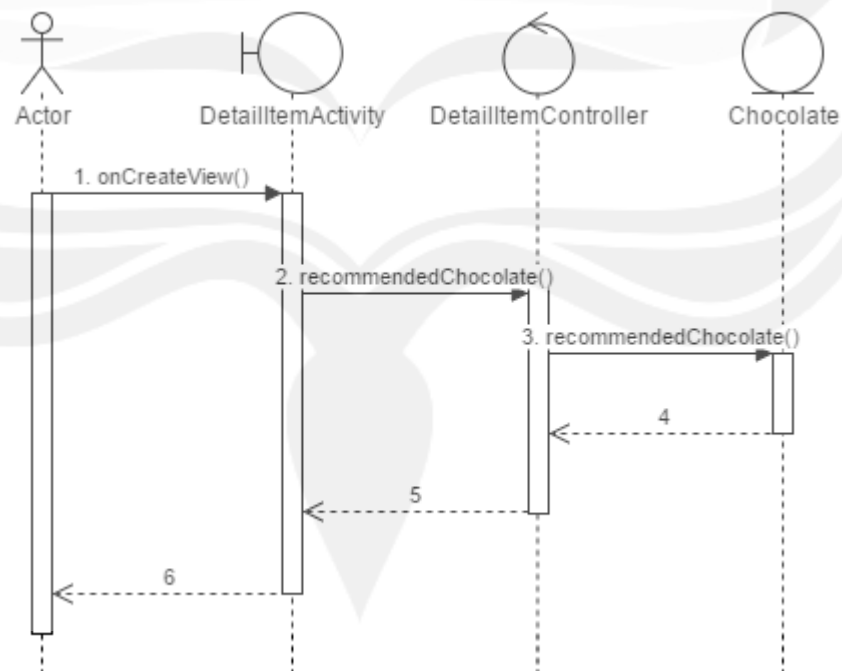 Actor
DetailItemActivity
DetailItemController
Chocolate
1. onCreateView()
2. recommendedChocolate()
3. recommendedChocolate()
4
5
6